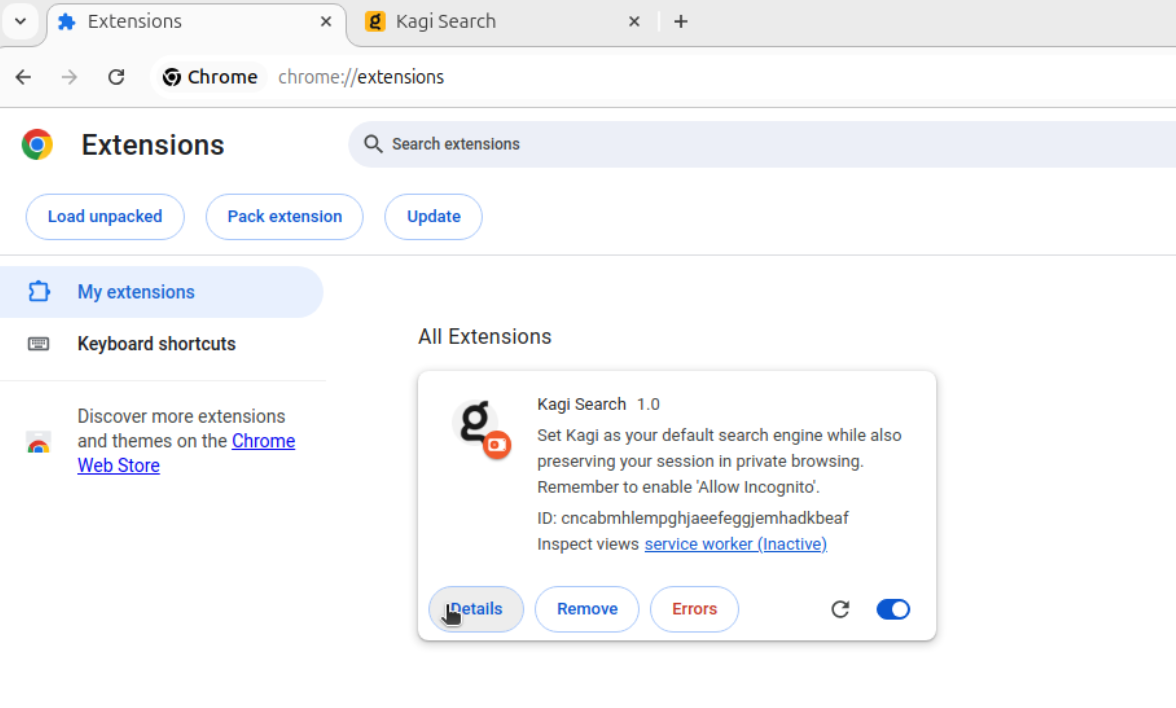 Extensions
Kagi Search
Chrome chrome://extensions
Extensions
Search extensions
Load unpacked
Pack extension
Update
My extensions
Keyboard shortcuts
Discover more extensions
and themes on the Chrome
Web Store
All Extensions
Kagi Search 1.0
Set Kagi as your default search engine while also
preserving your session in private browsing.
Remember to enable 'Allow Incognito'.
ID: cncabmhlempghjaeefeggjemhadkbeaf
Inspect views service worker (Inactive)
Details
Remove
Errors